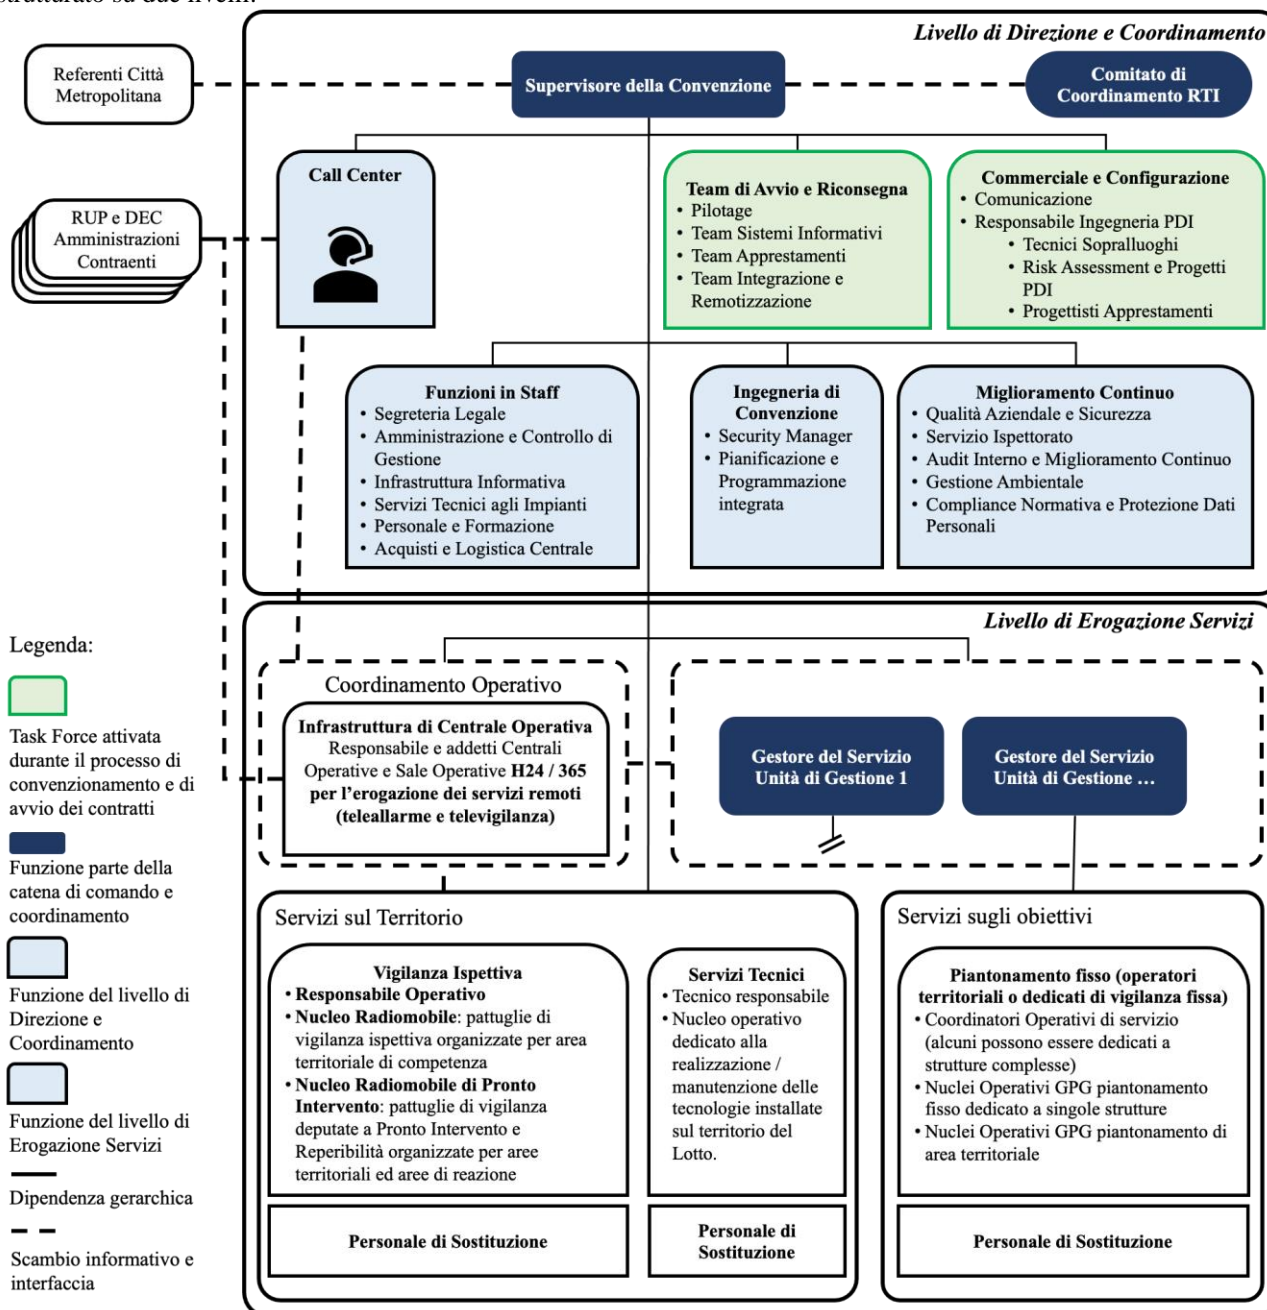 strutturato su due livelli.
Livello di Direzione e Coordinamento
Referenti Città
Metropolitana
Supervisore della Convenzione
Comitato di
Coordinamento RTI
Call Center
RUP e DEC
Amministrazioni
Contraenti
Team di Avvio e Riconsegna
• Pilotage
• Team Sistemi Informativi
• Team Apprestamenti
• Team Integrazione e
Remotizzazione
Commerciale e Configurazione
• Comunicazione
• Responsabile Ingegneria PDI
• Tecnici Sopralluoghi
• Risk Assessment e Progetti
PDI
• Progettisti Apprestamenti
Funzioni in Staff
• Segreteria Legale
• Amministrazione e Controllo di
Gestione
• Infrastruttura Informativa
• Servizi Tecnici agli Impianti
• Personale e Formazione
• Acquisti e Logistica Centrale
Ingegneria di
Convenzione
• Security Manager
• Pianificazione e
Programmazione
integrata
Miglioramento Continuo
• Qualità Aziendale e Sicurezza
• Servizio Ispettorato
• Audit Interno e Miglioramento Continuo
• Gestione Ambientale
• Compliance Normativa e Protezione Dati
Personali
Livello di Erogazione Servizi
Coordinamento Operativo
Infrastruttura di Centrale Operativa
Responsabile e addetti Centrali
Operative e Sale Operative H24 / 365
per l'erogazione dei servizi remoti
(teleallarme e televigilanza)
Gestore del Servizio
Unità di Gestione 1
Gestore del Servizio
Unità di Gestione …
Servizi sul Territorio
Vigilanza Ispettiva
• Responsabile Operativo
• Nucleo Radiomobile: pattuglie di
vigilanza ispettiva organizzate per area
territoriale di competenza
• Nucleo Radiomobile di Pronto
Intervento: pattuglie di vigilanza
deputate a Pronto Intervento e
Reperibilità organizzate per aree
territoriali ed aree di reazione
Personale di Sostituzione
Servizi Tecnici
• Tecnico responsabile
• Nucleo operativo
dedicato alla
realizzazione /
manutenzione delle
tecnologie installate
sul territorio del
Lotto.
Personale di
Sostituzione
Servizi sugli obiettivi
Piantonamento fisso (operatori
territoriali o dedicati di vigilanza fissa)
• Coordinatori Operativi di servizio
(alcuni possono essere dedicati a
strutture complesse)
• Nuclei Operativi GPG piantonamento
fisso dedicato a singole strutture
• Nuclei Operativi GPG piantonamento di
area territoriale
Personale di Sostituzione
Legenda:
Task Force attivata
durante il processo di
convenzionamento e di
avvio dei contratti
Funzione parte della
catena di comando e
coordinamento
Funzione del livello di
Direzione e
Coordinamento
Funzione del livello di
Erogazione Servizi
Dipendenza gerarchica
Scambio informativo e
interfaccia